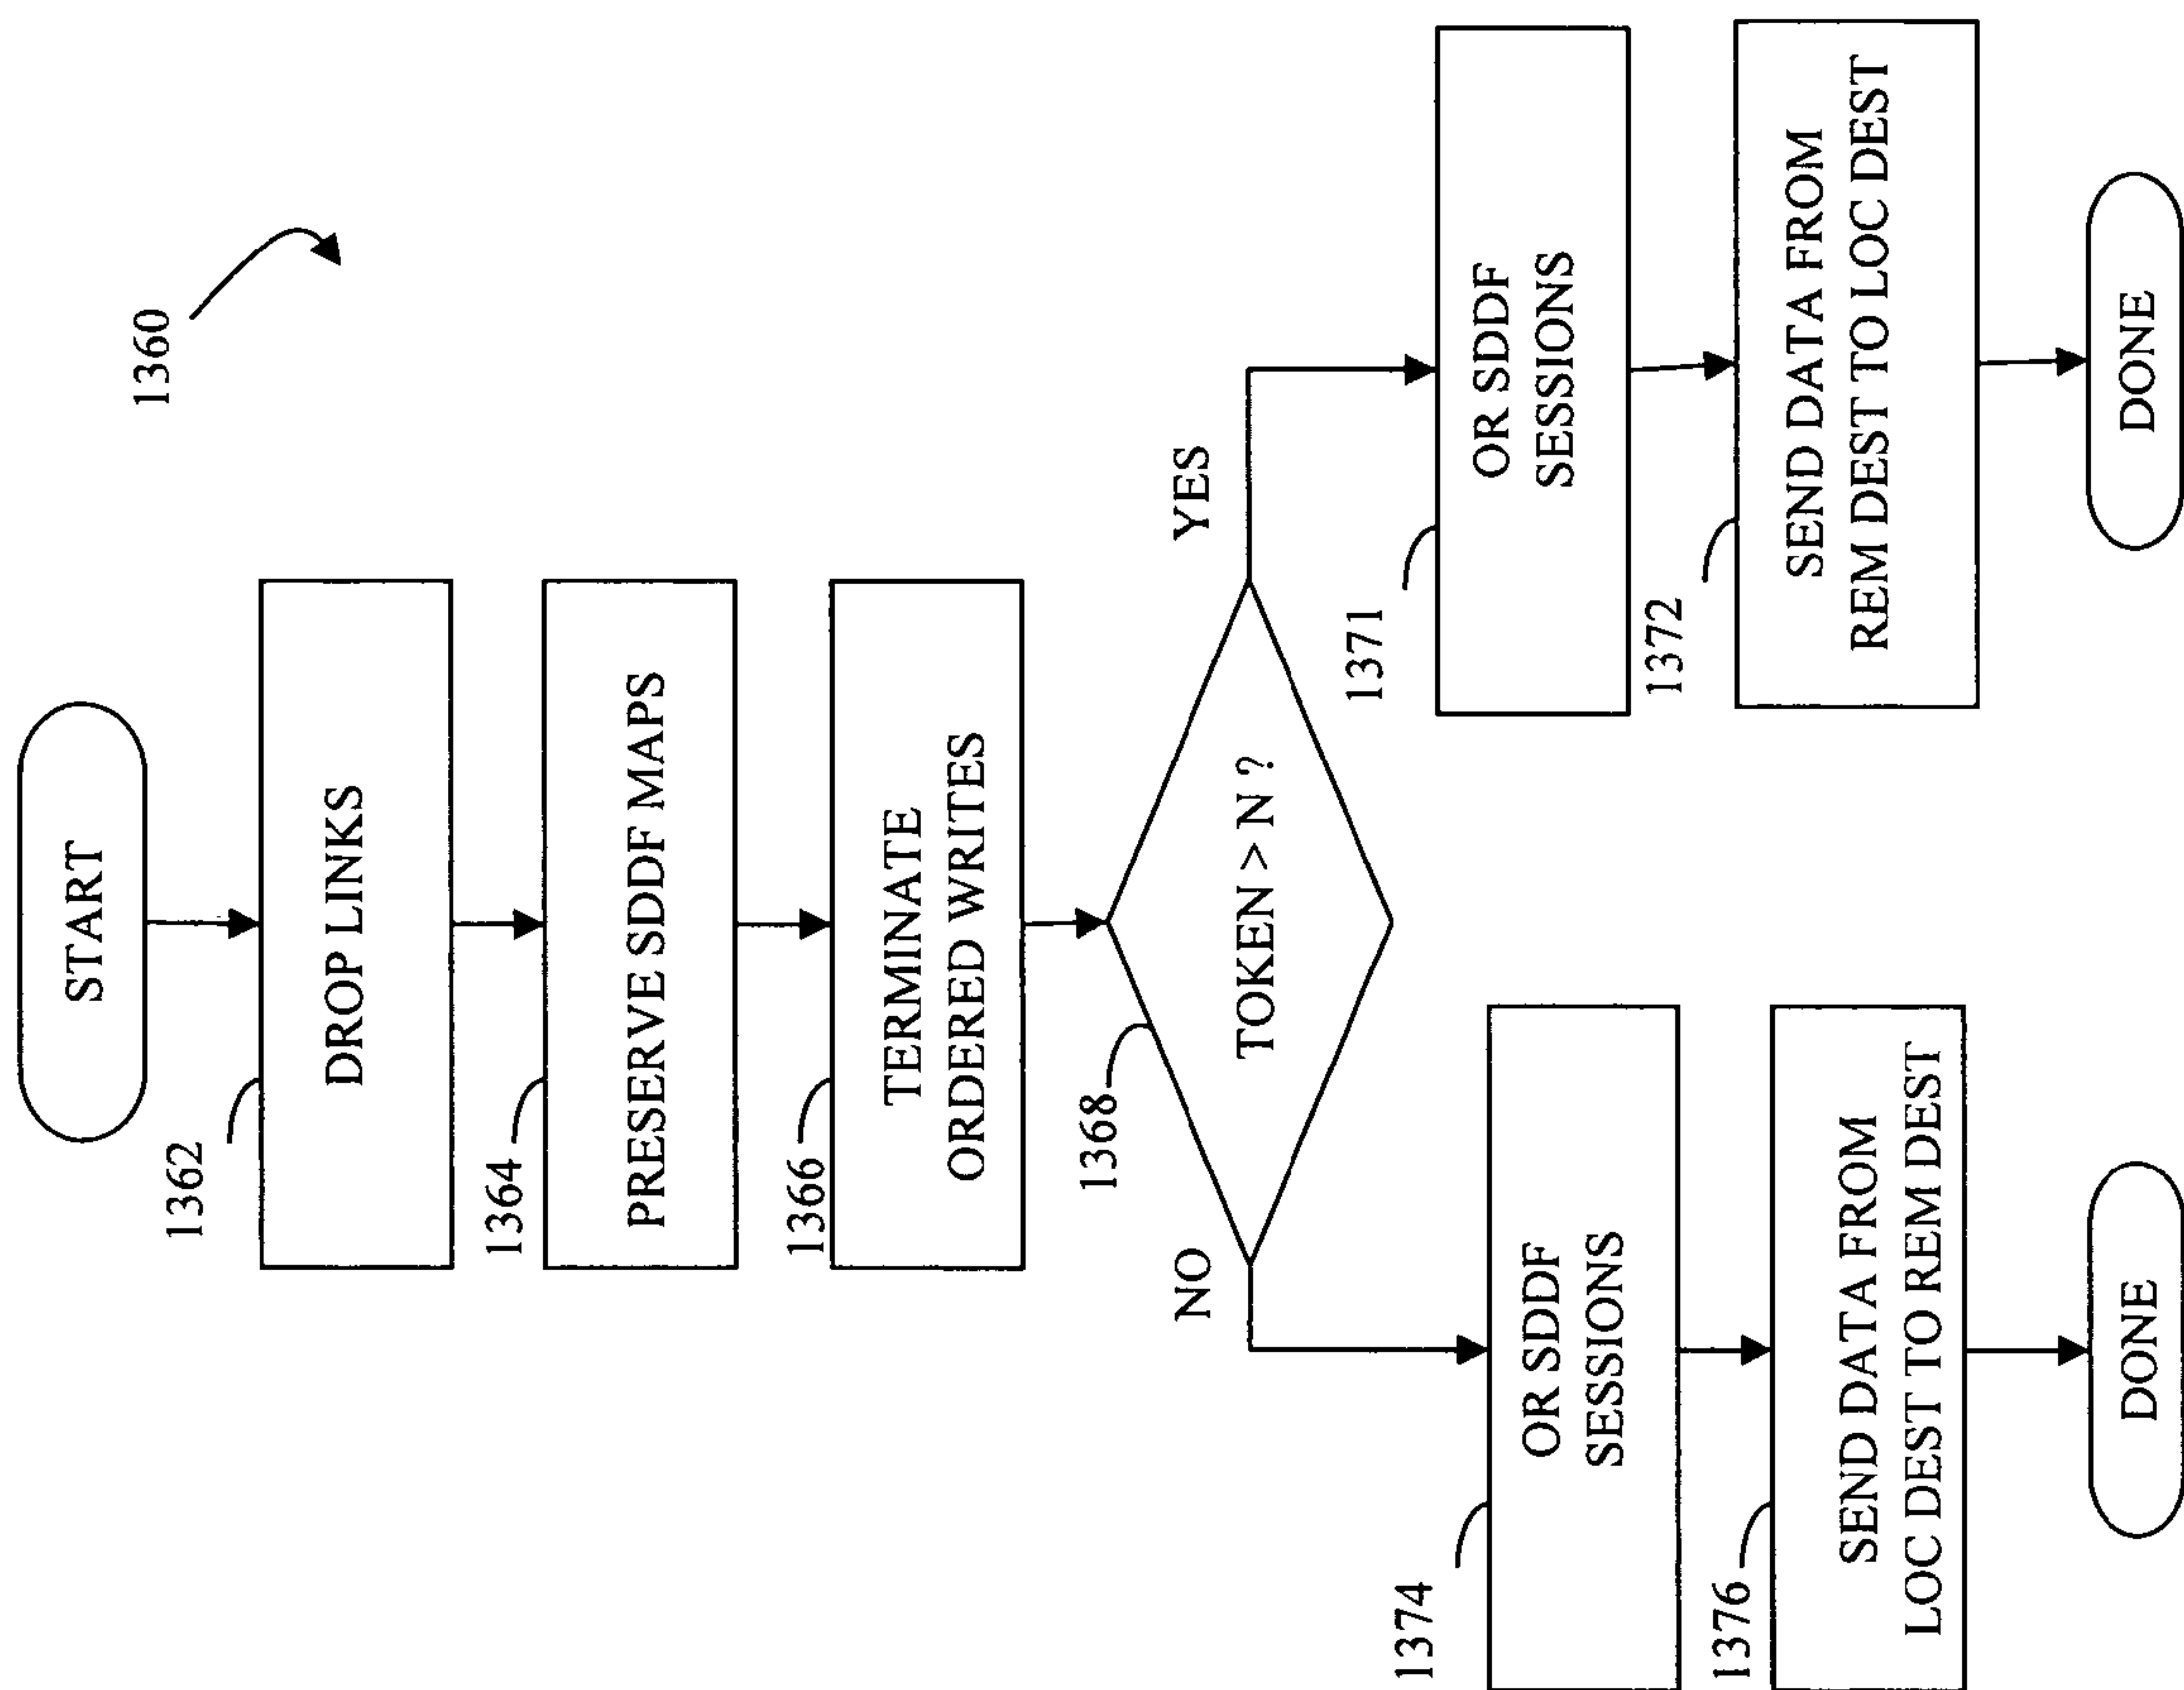 1360
START
1362
DROP LINKS
1364
PRESERVE SDDF MAPS
1366
TERMINATE
ORDERED WRITES
1368
TOKEN > N ?
NO
YES
1374
OR SDDF
SESSIONS
1376
SEND DATA FROM
LOC DEST TO REM DEST
DONE
1371
OR SDDF
SESSIONS
1372
SEND DATA FROM
REM DEST TO LOC DEST
DONE